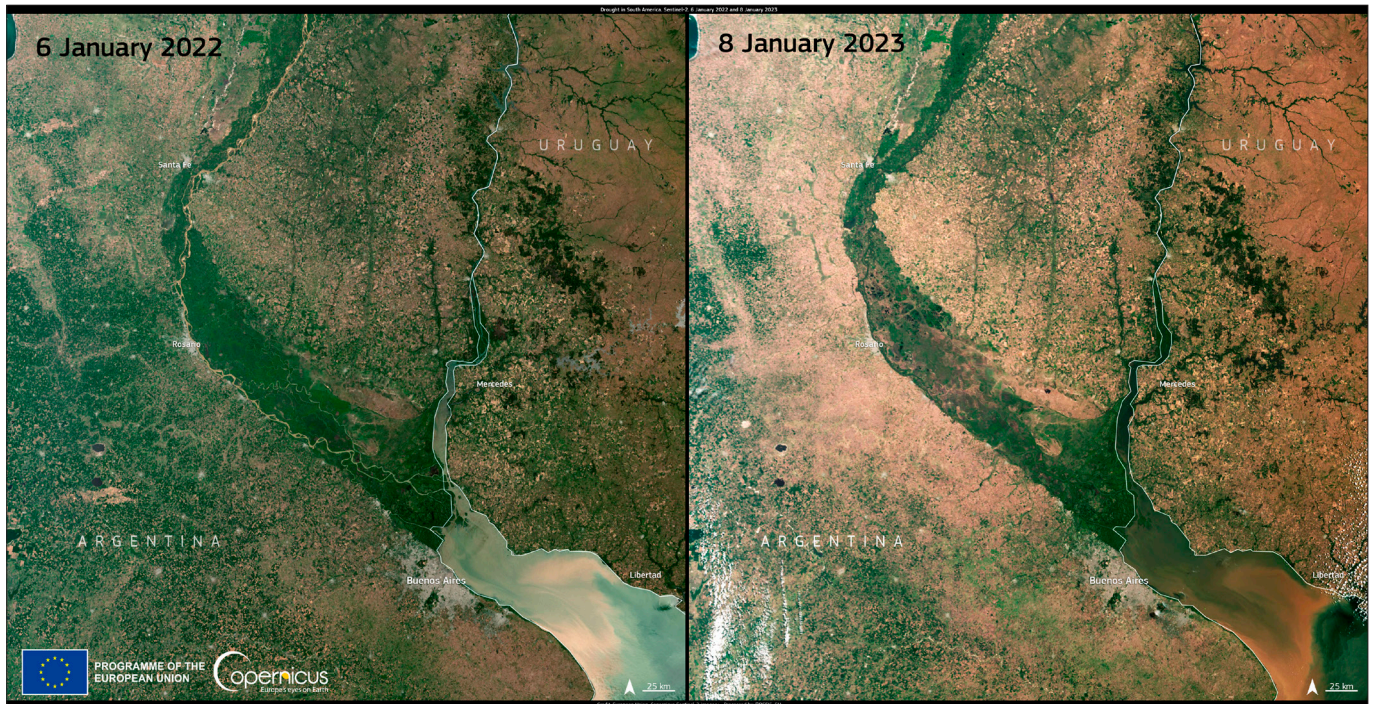 Drought in South America. Sentinel-2. 6 January 2022 and 8 January 2023
6 January 2022
URUGUAY
Santa Fe
Rosario
Mercedes
ARGENTINA
Buenos Aires
Libertad
PROGRAMME OF THE
EUROPEAN UNION
Copernicus
Europe's eyes on Earth
25 km
8 January 2023
URUGUAY
Santa Fe
Rosario
Mercedes
ARGENTINA
Buenos Aires
Libertad
25 km